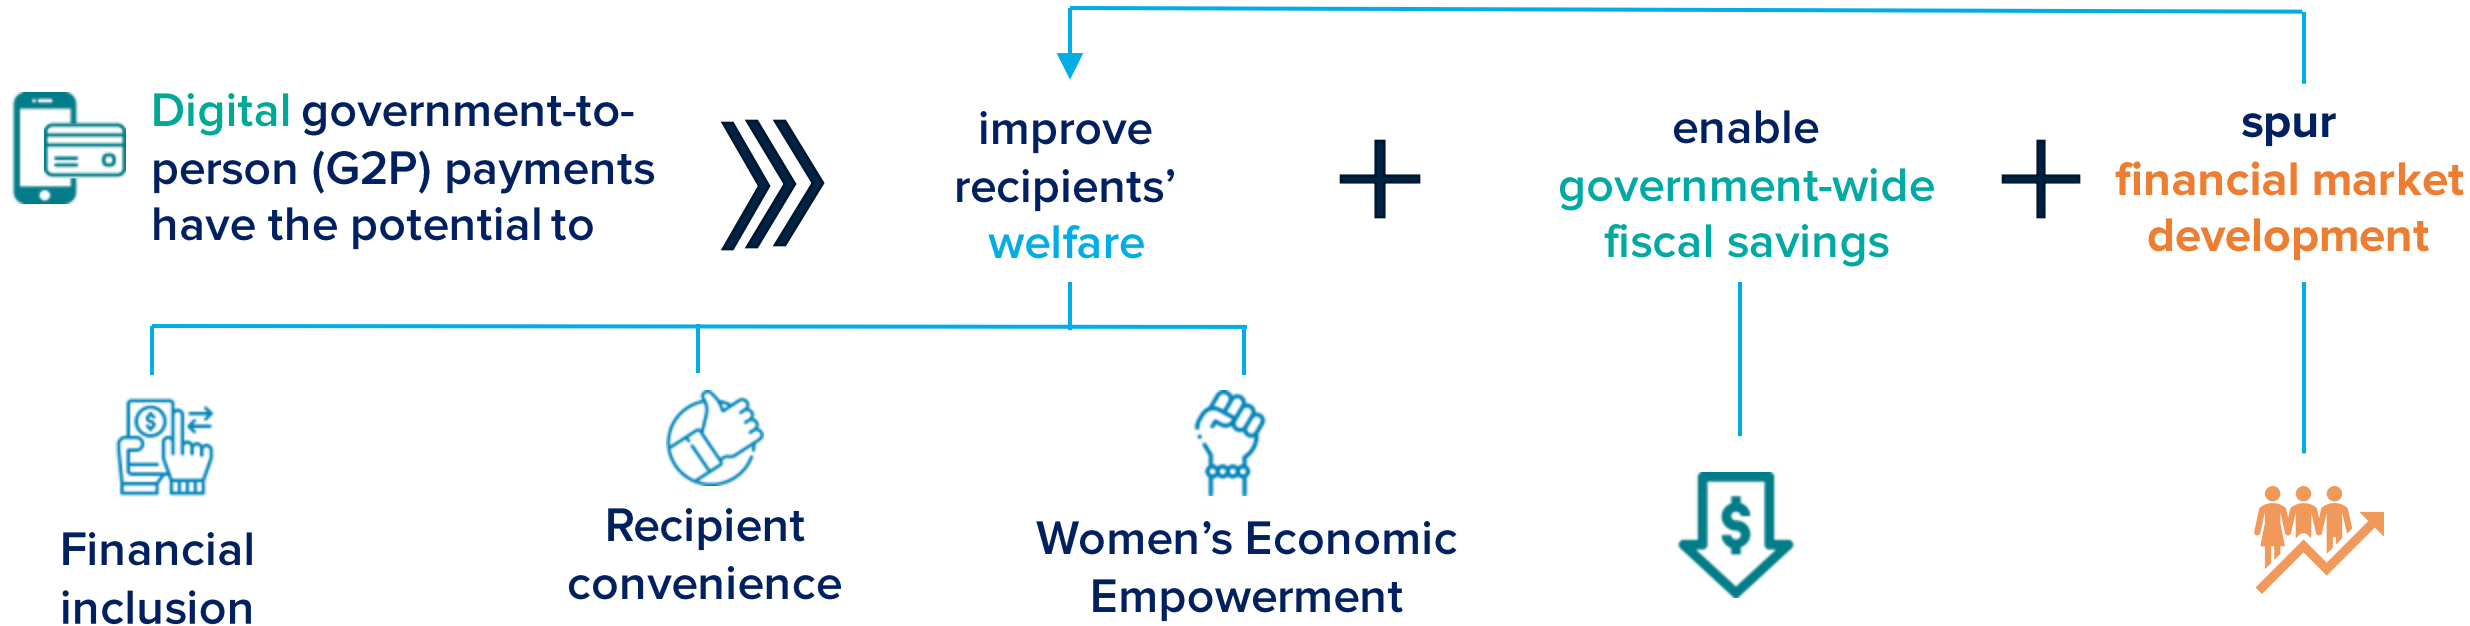 Digital government-to-
person (G2P) payments
have the potential to
improve
recipients’
welfare
enable
government-wide
fiscal savings
spur
financial market
development
Financial
inclusion
Recipient
convenience
Women’s Economic
Empowerment
$
$